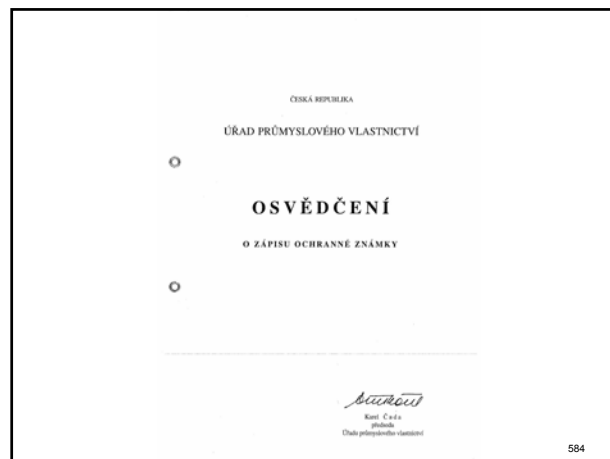 ČESKÁ REPUBLIKA
ÚŘAD PRŮMYSLOVÉHO VLASTNICTVÍ
OSVĚDČENÍ
O ZÁPISU OCHRANNÉ ZNÁMKY
Karel Čada
předseda
Úřadu průmyslového vlastnictví
584